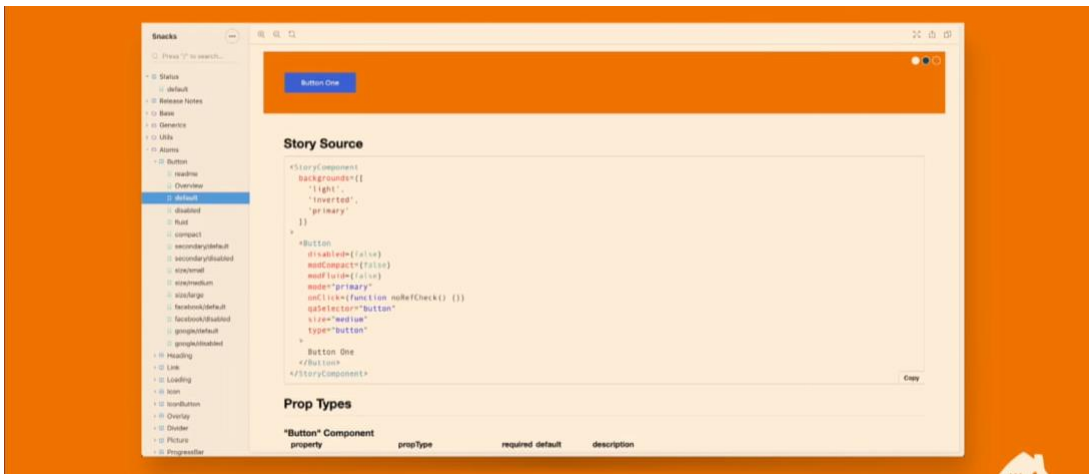 Snacks
Press "/" to search...
Status
default
Release Notes
Base
Generics
Utils
Atoms
Button
readme
Overview
default
disabled
fluid
compact
secondary/default
secondary/disabled
size/small
size/medium
size/large
facebook/default
facebook/disabled
google/default
google/disabled
Heading
Link
Loading
Icon
IconButton
Overlay
Divider
Picture
ProgressBar
Button One
Story Source
<StoryComponent
backgrounds={[
'light',
'inverted',
'primary'
]}
>
<Button
disabled={false}
modCompact={false}
modFluid={false}
mode="primary"
onClick={function noRefCheck() {}}
qaSelector="button"
size="medium"
type="button"
>
Button One
</Button>
</StoryComponent>
Copy
Prop Types
"Button" Component
property propType required default description